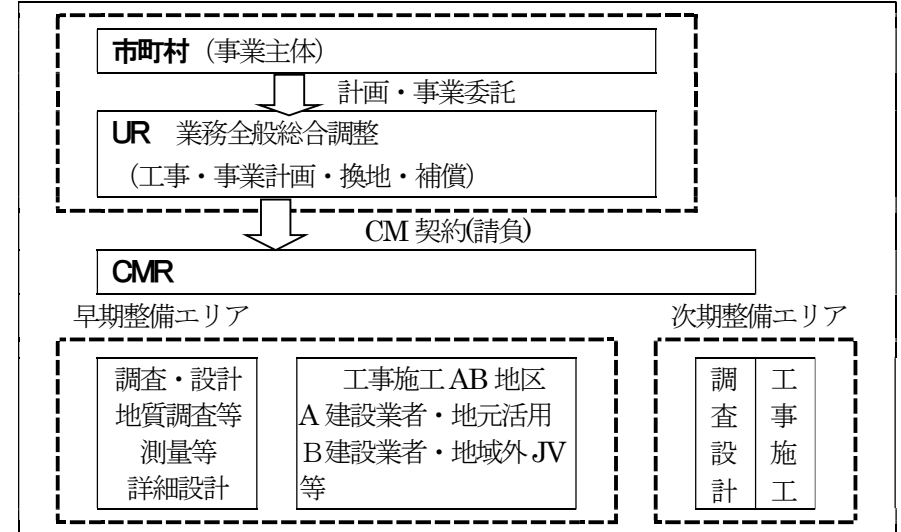 市町村（事業主体）
計画・事業委託
UR 業務全般総合調整
（工事・事業計画・換地・補償）
CM 契約(請負)
CMR
早期整備エリア
次期整備エリア
調査・設計
地質調査等
測量等
詳細設計
工事施工 AB 地区
A 建設業者・地元活用
Ｂ建設業者・地域外 JV
等
調査設計
工事施工